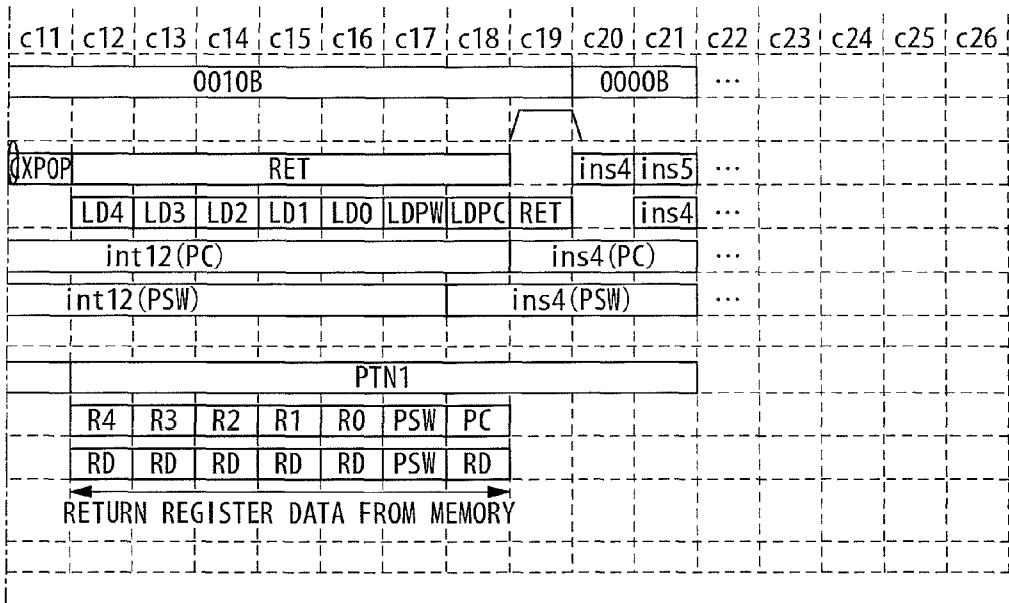 c11 c12 c13 c14 c15 c16 c17 c18 c19 c20 c21 c22 c23 c24 c25 c26
0010B 0000B ...
XPOP RET ins4 ins5 ...
LD4 LD3 LD2 LD1 LD0 LDPW LDPC RET ins4 ...
int12(PC) ins4(PC) ...
int12(PSW) ins4(PSW) ...
PTN1
R4 R3 R2 R1 R0 PSW PC
RD RD RD RD RD PSW RD
RETURN REGISTER DATA FROM MEMORY